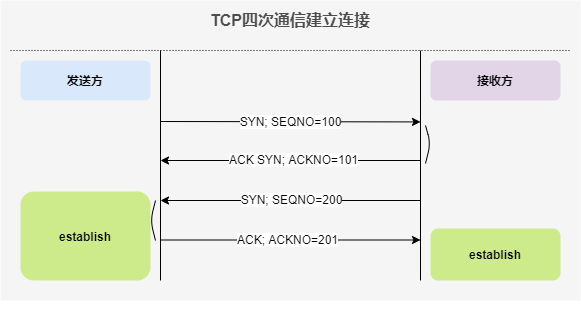 TCP四次通信建立连接
发送方
接收方
SYN; SEQNO=100
ACK SYN; ACKNO=101
SYN; SEQNO=200
establish
ACK; ACKNO=201
establish